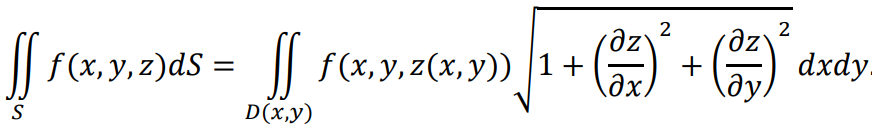 ∬_S f(x, y, z)dS = ∬_{D(x,y)} f(x, y, z(x, y)) √(1 + (∂z/∂x)² + (∂z/∂y)²) dxdy.